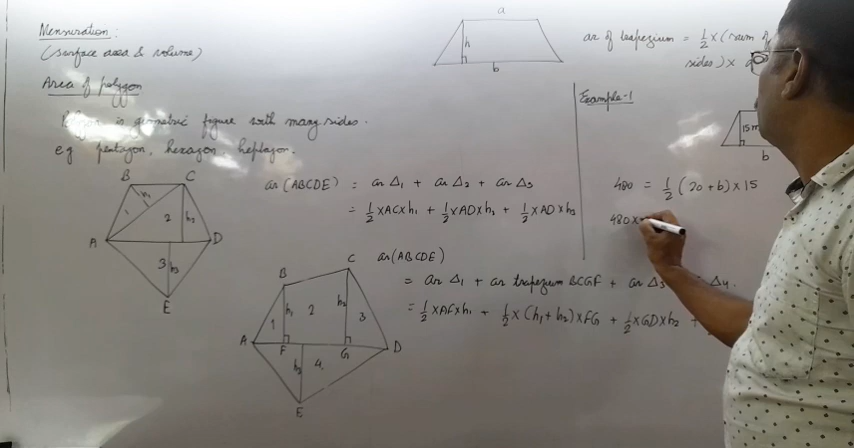 Mensuration :
(surface area & volume)
Area of polygon
is geometric figure with many sides.
eg pentagon, hexagon, heptagon.
a
h
b
ar of trapezium = 1/2 × (sum of
sides) ×
Example-1
15m
b
480 = 1/2 (20 + b) × 15
480×
ar (ABCDE) = ar Δ1 + ar Δ2 + ar Δ3
= 1/2 × AC × h1 + 1/2 × AD × h2 + 1/2 × AD × h3
B C
h1
1 2 h2
A D
3 h3
E
ar (ABCDE)
= ar Δ1 + ar trapezium BCGF + ar Δ3 Δ4.
= 1/2 × AF × h1 + 1/2 × (h1 + h2) × FG + 1/2 × GD × h2 +
C
B
h1 2 h2
1 3
A F G D
h3 4
E